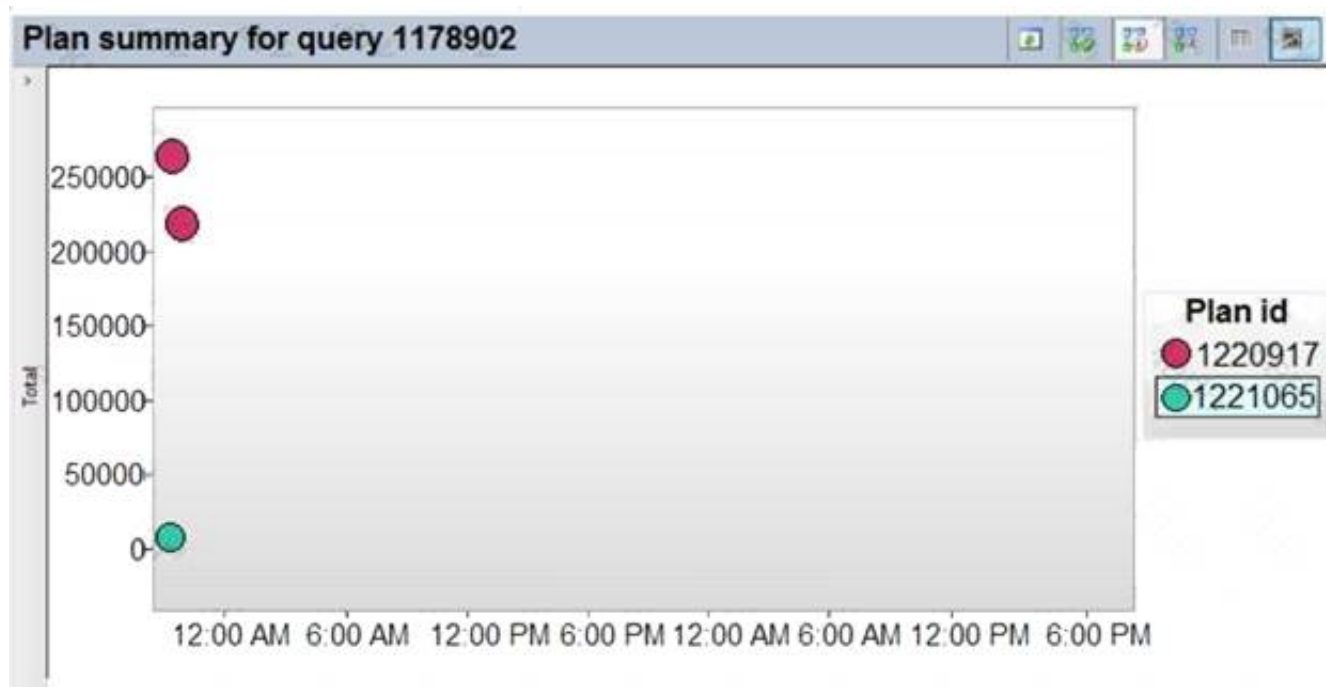 Plan summary for query 1178902
250000
200000
150000
100000
50000
0
Total
12:00 AM 6:00 AM 12:00 PM 6:00 PM 12:00 AM 6:00 AM 12:00 PM 6:00 PM
Plan id
1220917
1221065